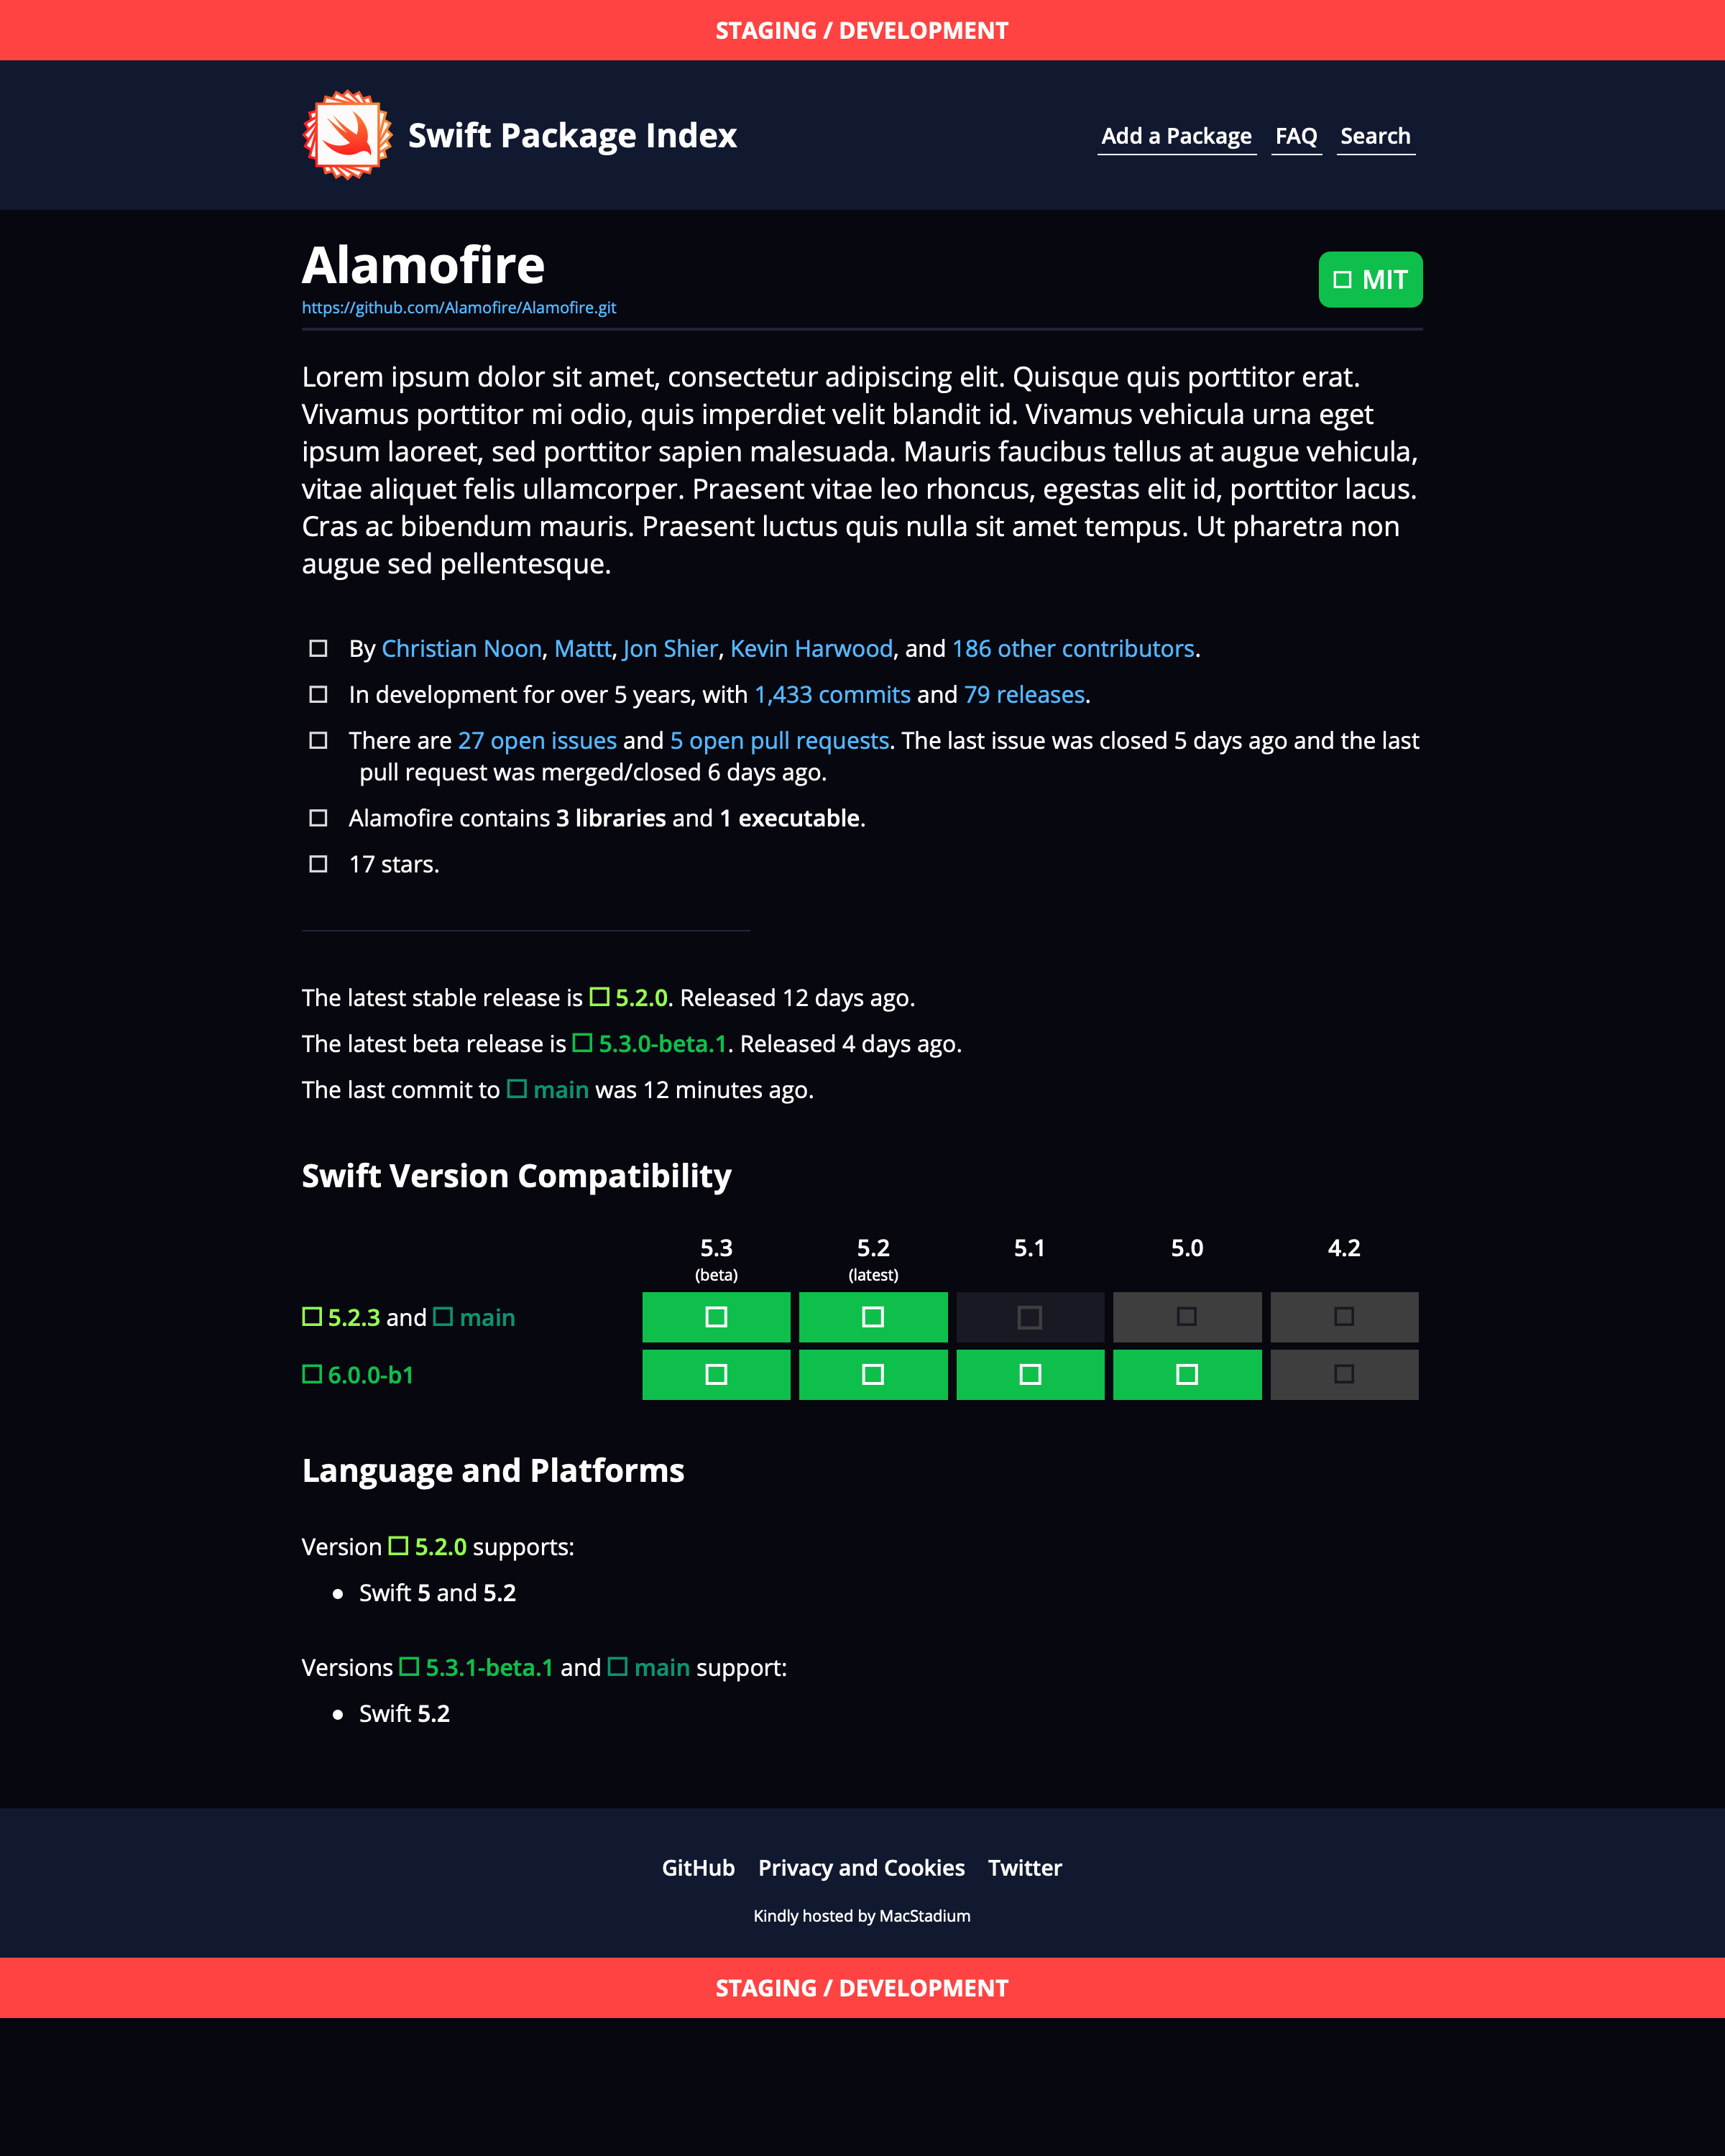 STAGING / DEVELOPMENT
Swift Package Index
Add a Package FAQ Search
Alamofire
MIT
https://github.com/Alamofire/Alamofire.git
Lorem ipsum dolor sit amet, consectetur adipiscing elit. Quisque quis porttitor erat.
Vivamus porttitor mi odio, quis imperdiet velit blandit id. Vivamus vehicula urna eget
ipsum laoreet, sed porttitor sapien malesuada. Mauris faucibus tellus at augue vehicula,
vitae aliquet felis ullamcorper. Praesent vitae leo rhoncus, egestas elit id, porttitor lacus.
Cras ac bibendum mauris. Praesent luctus quis nulla sit amet tempus. Ut pharetra non
augue sed pellentesque.
By Christian Noon, Mattt, Jon Shier, Kevin Harwood, and 186 other contributors.
In development for over 5 years, with 1,433 commits and 79 releases.
There are 27 open issues and 5 open pull requests. The last issue was closed 5 days ago and the last
pull request was merged/closed 6 days ago.
Alamofire contains 3 libraries and 1 executable.
17 stars.
The latest stable release is 5.2.0. Released 12 days ago.
The latest beta release is 5.3.0-beta.1. Released 4 days ago.
The last commit to main was 12 minutes ago.
Swift Version Compatibility
5.3 5.2 5.1 5.0 4.2
(beta) (latest)
5.2.3 and main
6.0.0-b1
Language and Platforms
Version 5.2.0 supports:
• Swift 5 and 5.2
Versions 5.3.1-beta.1 and main support:
• Swift 5.2
GitHub Privacy and Cookies Twitter
Kindly hosted by MacStadium
STAGING / DEVELOPMENT